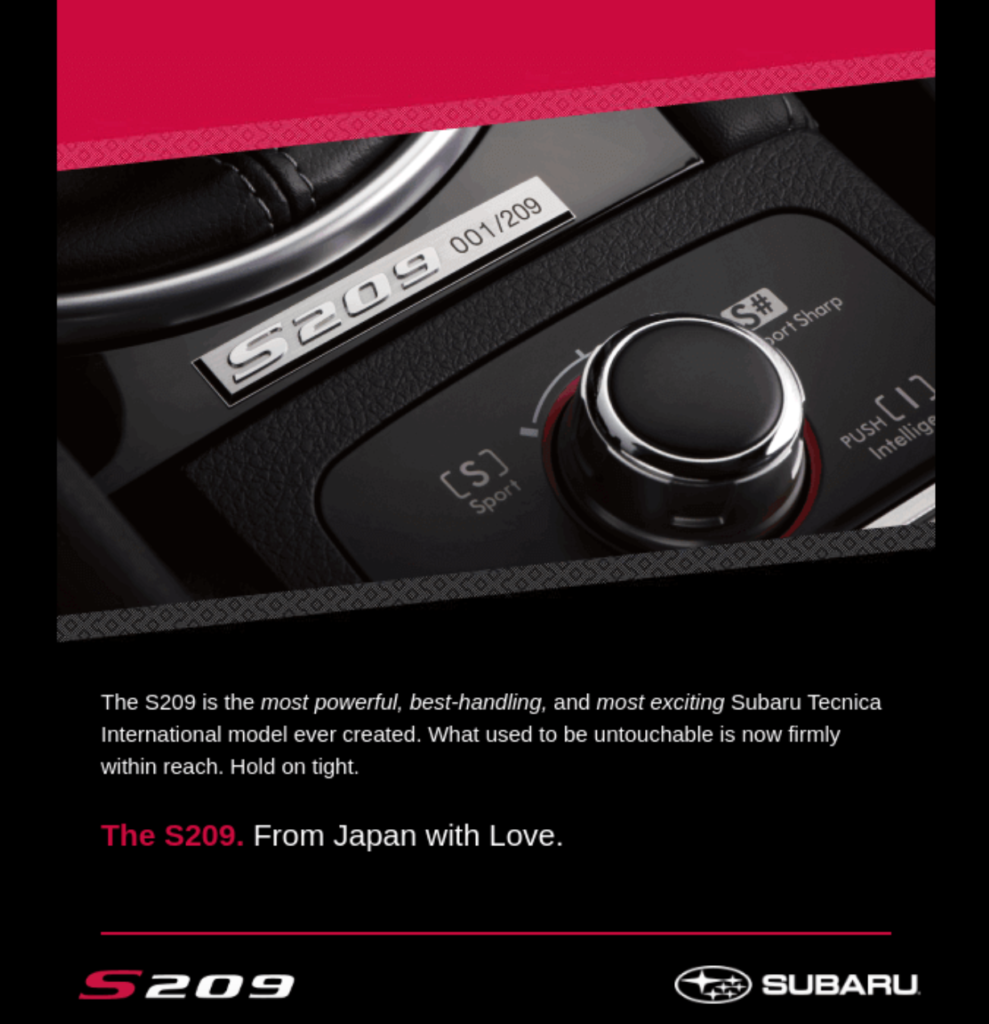 S209 001/209
S#
Sport Sharp
[S]
Sport
PUSH [I]
The S209 is the most powerful, best-handling, and most exciting Subaru Tecnica
International model ever created. What used to be untouchable is now firmly
within reach. Hold on tight.
The S209. From Japan with Love.
S209
SUBARU